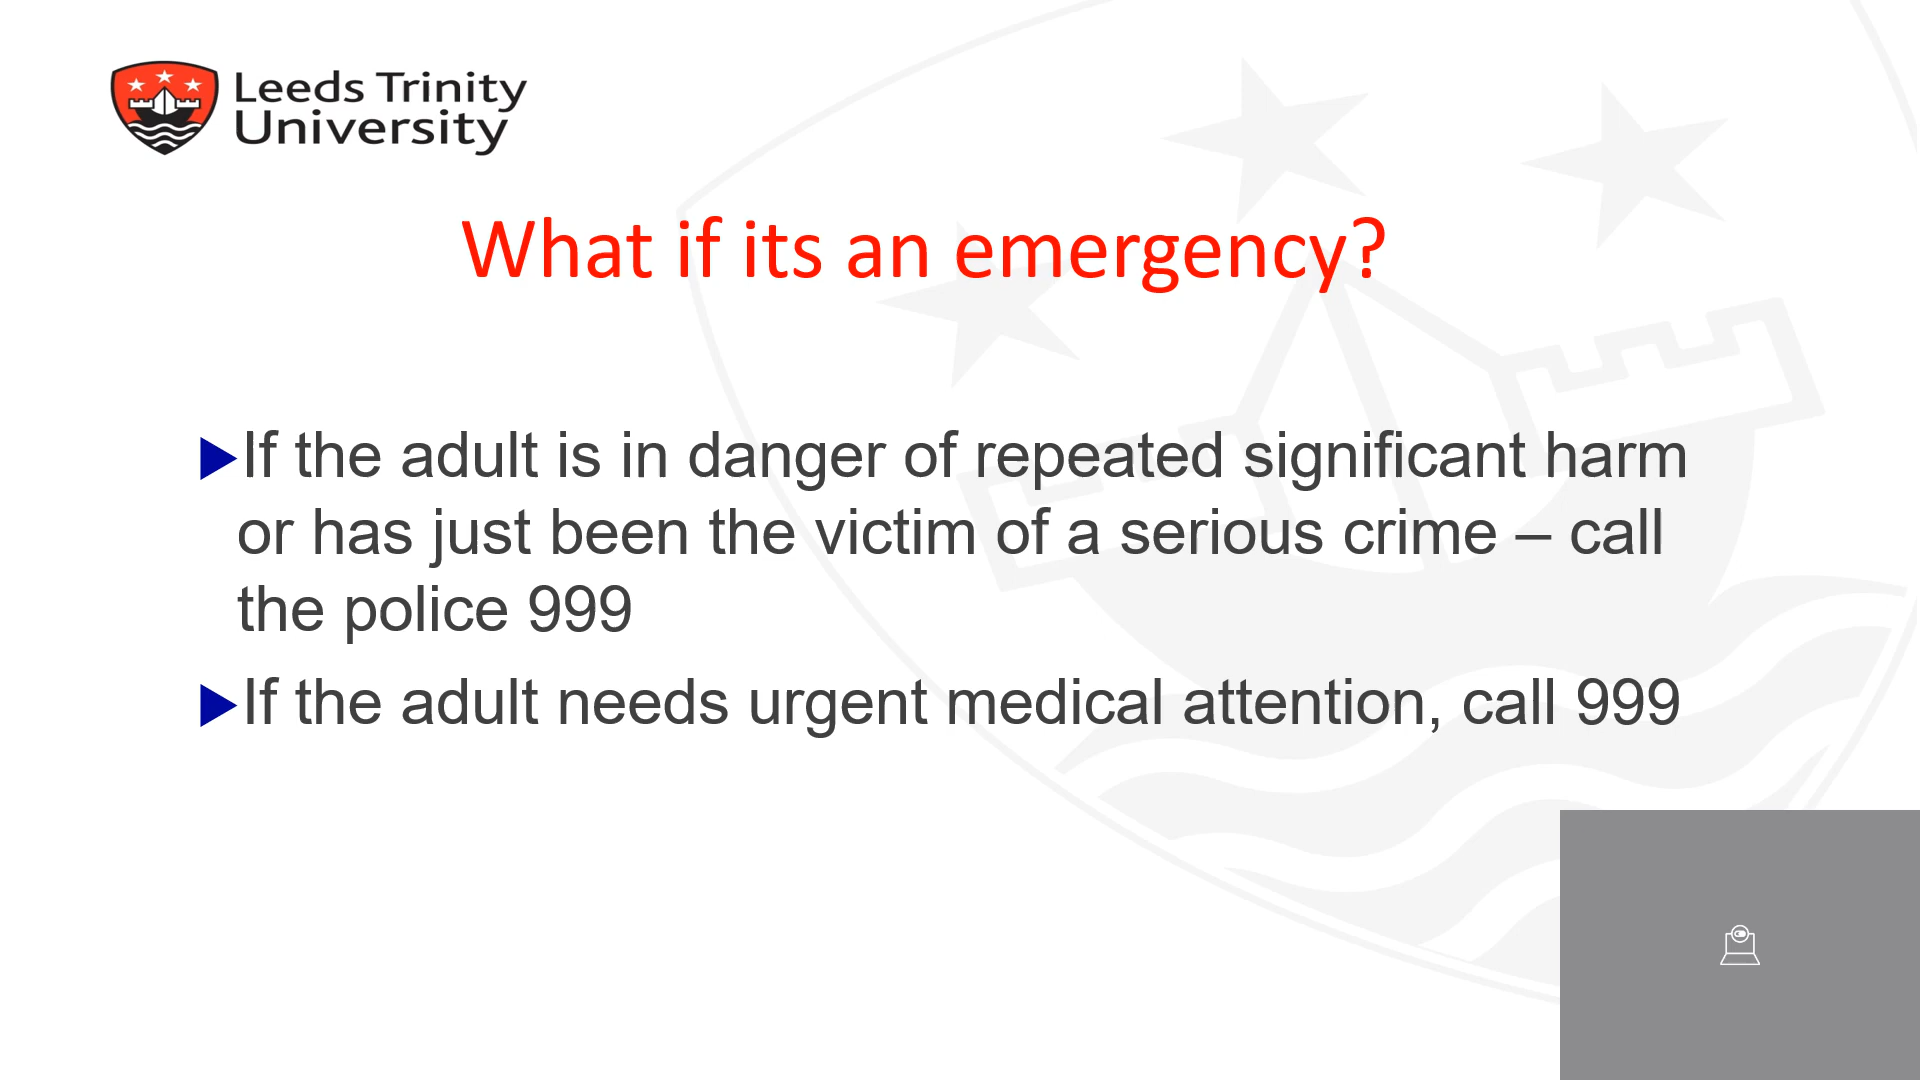 Leeds Trinity
University
What if its an emergency?
If the adult is in danger of repeated significant harm
or has just been the victim of a serious crime – call
the police 999
If the adult needs urgent medical attention, call 999